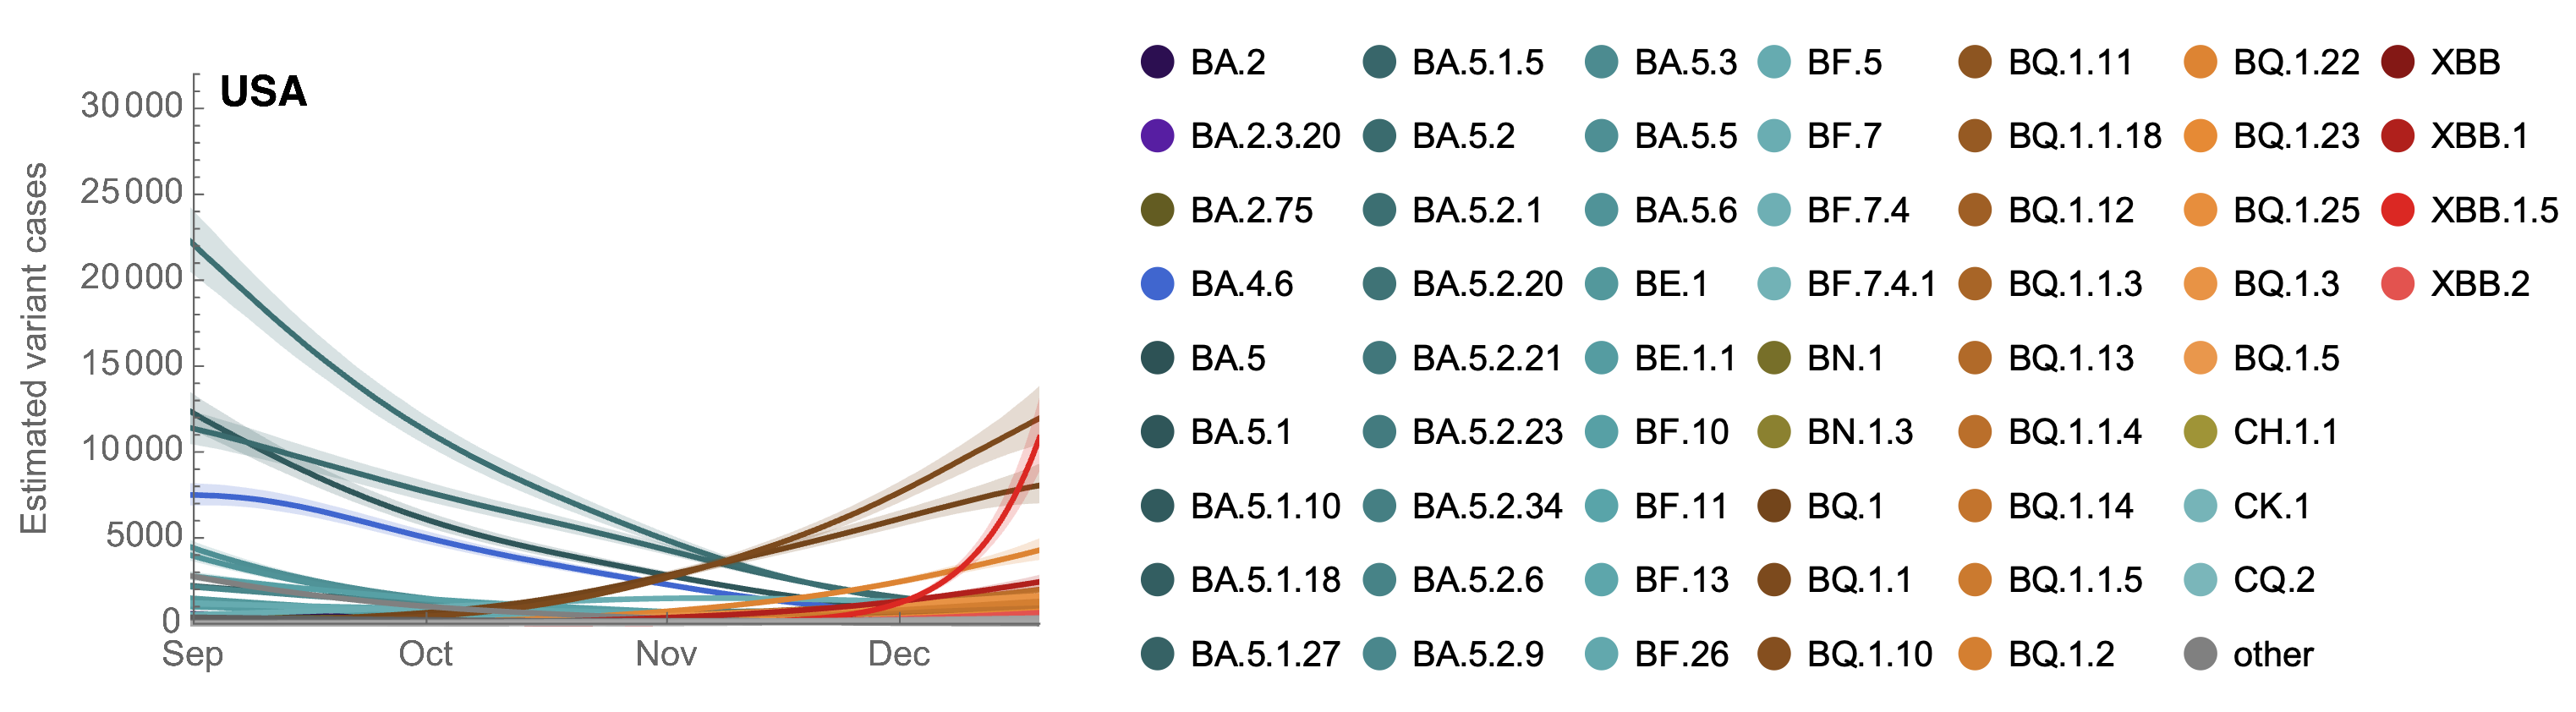 USA
Estimated variant cases
30000
25000
20000
15000
10000
5000
0
Sep Oct Nov Dec
BA.2 BA.5.1.5 BA.5.3 BF.5 BQ.1.11 BQ.1.22 XBB
BA.2.3.20 BA.5.2 BA.5.5 BF.7 BQ.1.1.18 BQ.1.23 XBB.1
BA.2.75 BA.5.2.1 BA.5.6 BF.7.4 BQ.1.12 BQ.1.25 XBB.1.5
BA.4.6 BA.5.2.20 BE.1 BF.7.4.1 BQ.1.1.3 BQ.1.3 XBB.2
BA.5 BA.5.2.21 BE.1.1 BN.1 BQ.1.13 BQ.1.5
BA.5.1 BA.5.2.23 BF.10 BN.1.3 BQ.1.1.4 CH.1.1
BA.5.1.10 BA.5.2.34 BF.11 BQ.1 BQ.1.14 CK.1
BA.5.1.18 BA.5.2.6 BF.13 BQ.1.1 BQ.1.1.5 CQ.2
BA.5.1.27 BA.5.2.9 BF.26 BQ.1.10 BQ.1.2 other